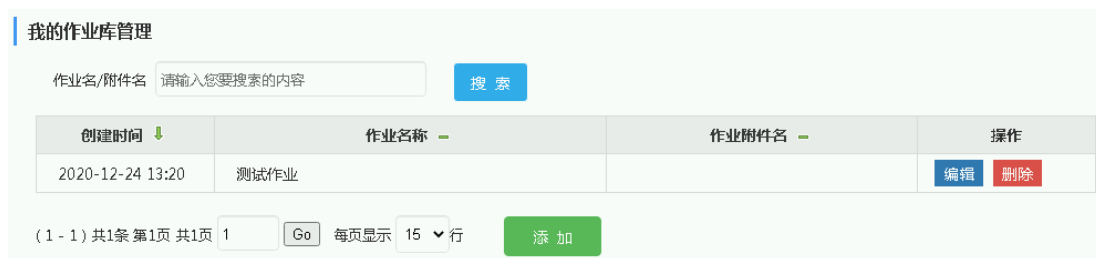 我的作业库管理
作业名/附件名 请输入您要搜索的内容 搜 索
创建时间 作业名称 作业附件名 操作
2020-12-24 13:20 测试作业 编辑 删除
( 1 - 1 ) 共1条 第1页 共1页 1 Go 每页显示 15 行 添 加